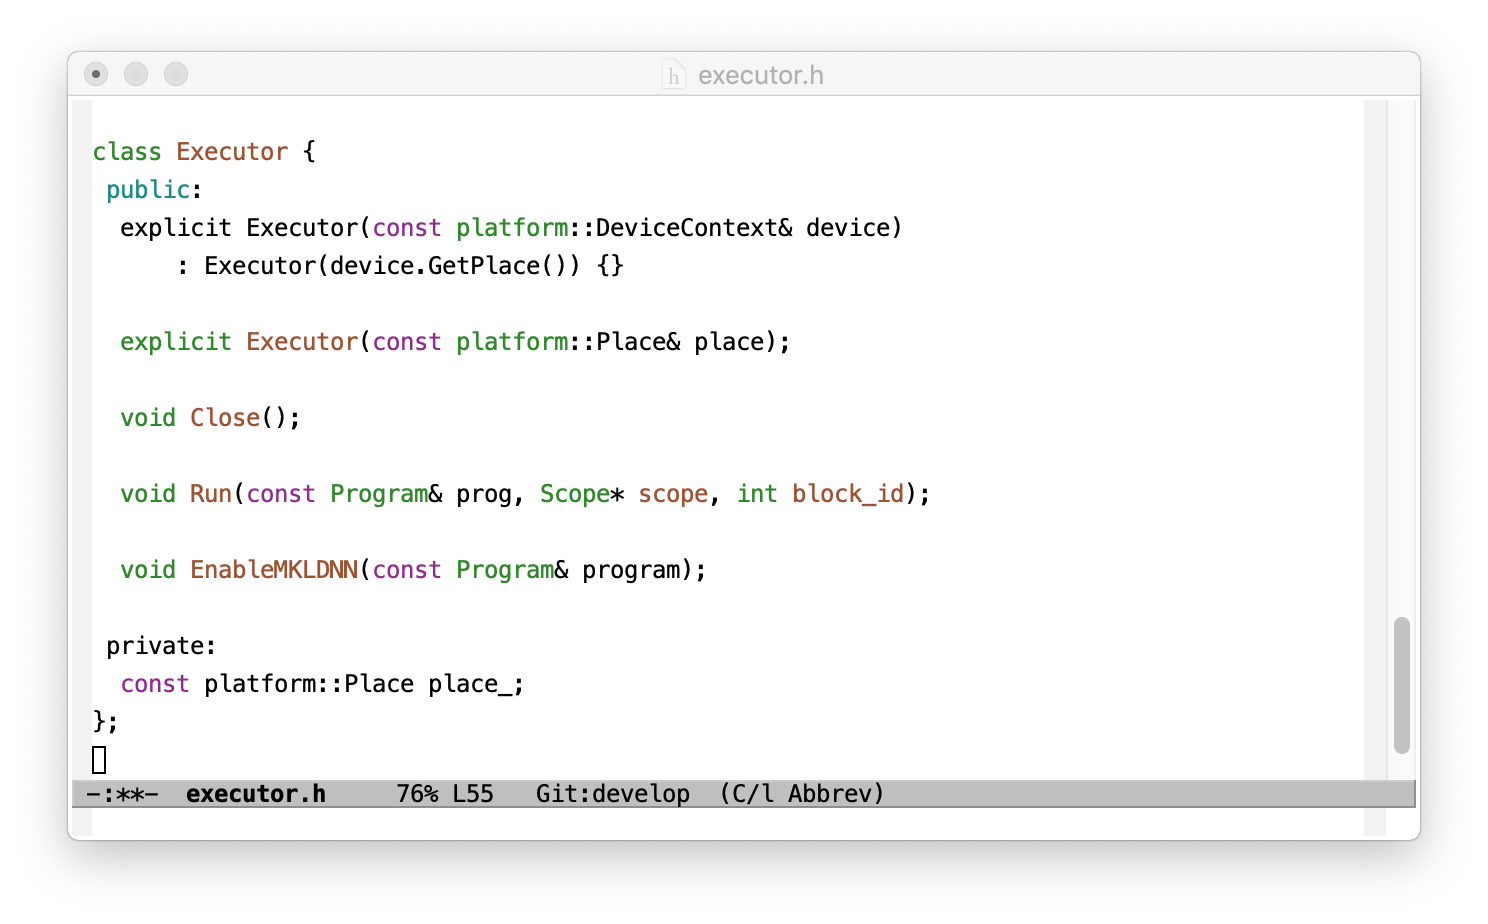 executor.h
class Executor {
 public:
  explicit Executor(const platform::DeviceContext& device)
      : Executor(device.GetPlace()) {}
  explicit Executor(const platform::Place& place);
  void Close();
  void Run(const Program& prog, Scope* scope, int block_id);
  void EnableMKLDNN(const Program& program);
 private:
  const platform::Place place_;
};
-:**-  executor.h     76% L55   Git:develop  (C/l Abbrev)